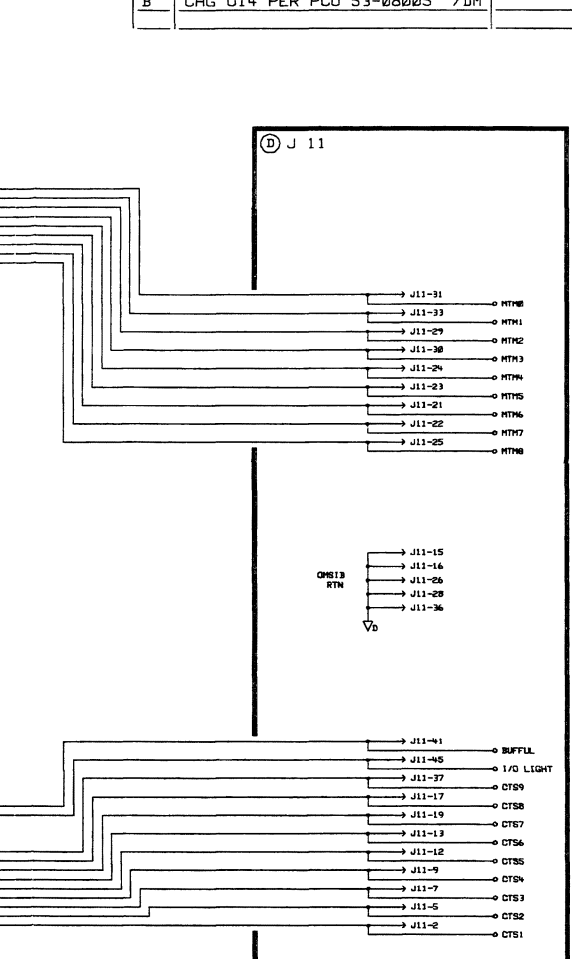 B CHG U14 PER PCO S3-0800S /DM
D J 11
J11-31
MTM0
J11-33
MTM1
J11-29
MTM2
J11-30
MTM3
J11-24
MTM4
J11-23
MTM5
J11-21
MTM6
J11-22
MTM7
J11-25
MTM8
J11-15
J11-16
OMSIB J11-26
RTN
J11-28
J11-36
D
J11-41
BUFFUL
J11-45
I/O LIGHT
J11-37
CTS9
J11-17
CTS8
J11-19
CTS7
J11-13
CTS6
J11-12
CTS5
J11-9
CTS4
J11-7
CTS3
J11-5
CTS2
J11-2
CTS1